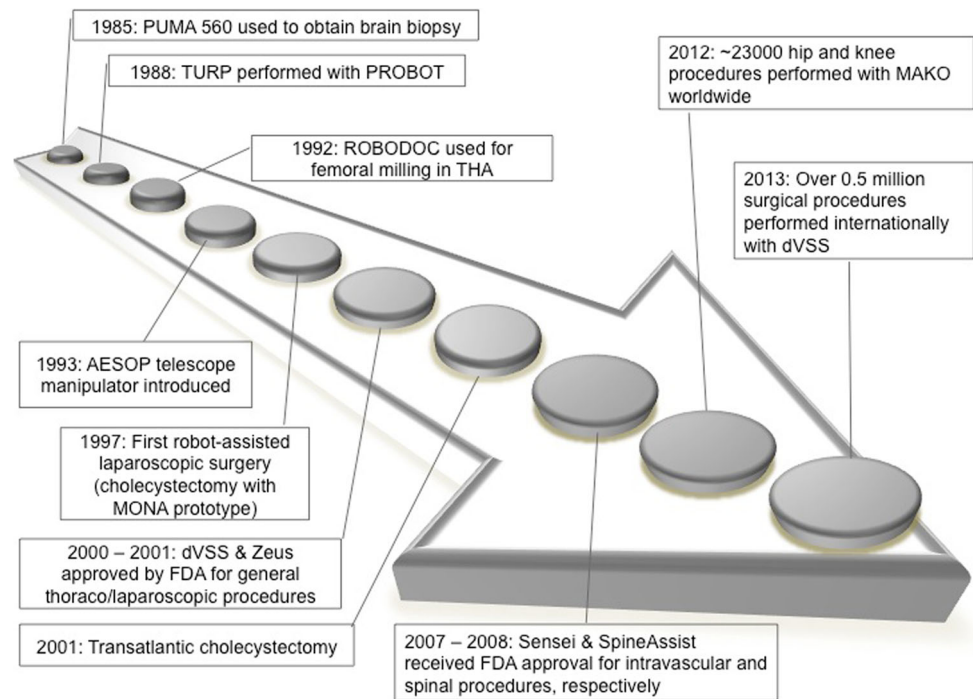 1985: PUMA 560 used to obtain brain biopsy
1988: TURP performed with PROBOT
1992: ROBODOC used for
femoral milling in THA
1993: AESOP telescope
manipulator introduced
1997: First robot-assisted
laparoscopic surgery
(cholecystectomy with
MONA prototype)
2000 – 2001: dVSS & Zeus
approved by FDA for general
thoraco/laparoscopic procedures
2001: Transatlantic cholecystectomy
2007 – 2008: Sensei & SpineAssist
received FDA approval for intravascular and
spinal procedures, respectively
2012: ~23000 hip and knee
procedures performed with MAKO
worldwide
2013: Over 0.5 million
surgical procedures
performed internationally
with dVSS